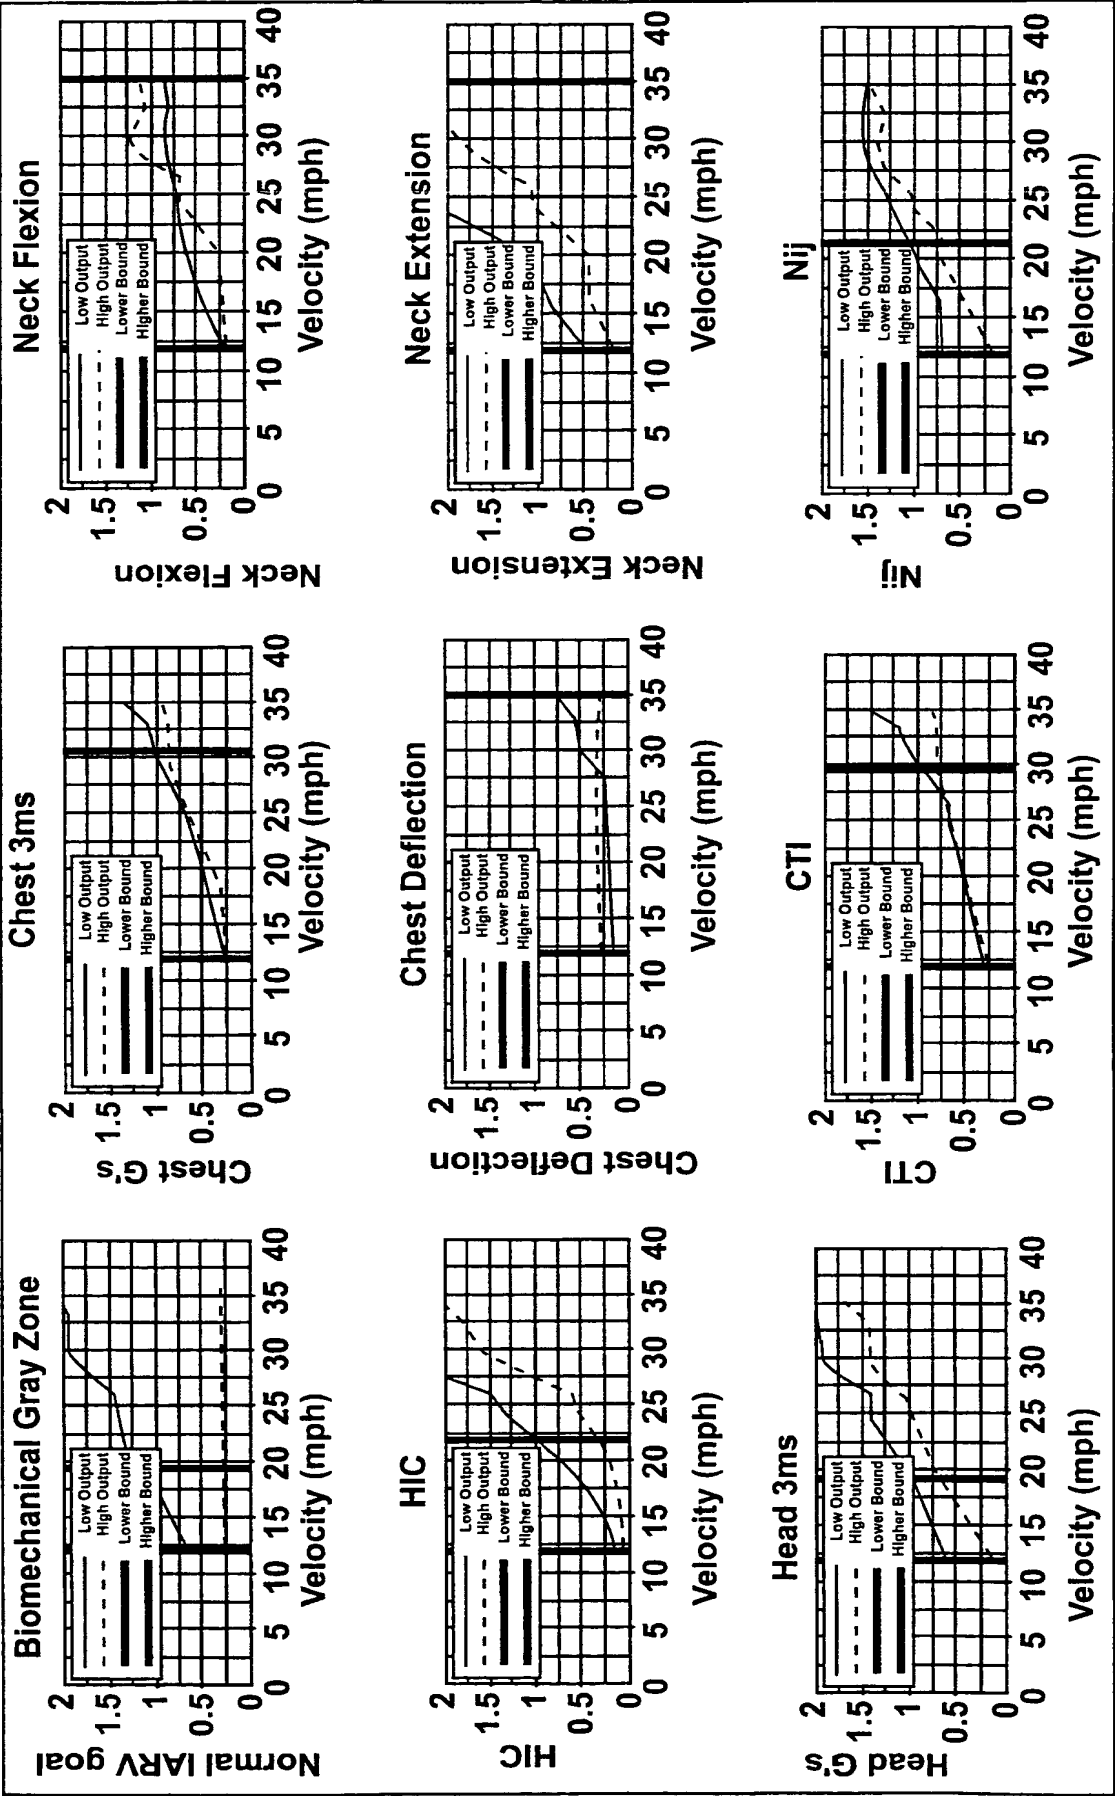 Biomechanical Gray Zone
Normal IARV goal
2
1.5
1
0.5
0
Low Output
High Output
Lower Bound
Higher Bound
0 5 10 15 20 25 30 35 40
Velocity (mph)
Chest 3ms
Chest G's
2
1.5
1
0.5
0
Low Output
High Output
Lower Bound
Higher Bound
0 5 10 15 20 25 30 35 40
Velocity (mph)
Neck Flexion
Neck Flexion
2
1.5
1
0.5
0
Low Output
High Output
Lower Bound
Higher Bound
0 5 10 15 20 25 30 35 40
Velocity (mph)
HIC
HIC
2
1.5
1
0.5
0
Low Output
High Output
Lower Bound
Higher Bound
0 5 10 15 20 25 30 35 40
Velocity (mph)
Chest Deflection
Chest Deflection
2
1.5
1
0.5
0
Low Output
High Output
Lower Bound
Higher Bound
0 5 10 15 20 25 30 35 40
Velocity (mph)
Neck Extension
Neck Extension
2
1.5
1
0.5
0
Low Output
High Output
Lower Bound
Higher Bound
0 5 10 15 20 25 30 35 40
Velocity (mph)
Head 3ms
Head G's
2
1.5
1
0.5
0
Low Output
High Output
Lower Bound
Higher Bound
0 5 10 15 20 25 30 35 40
Velocity (mph)
CTI
CTI
2
1.5
1
0.5
0
Low Output
High Output
Lower Bound
Higher Bound
0 5 10 15 20 25 30 35 40
Velocity (mph)
Nij
Nij
2
1.5
1
0.5
0
Low Output
High Output
Lower Bound
Higher Bound
0 5 10 15 20 25 30 35 40
Velocity (mph)